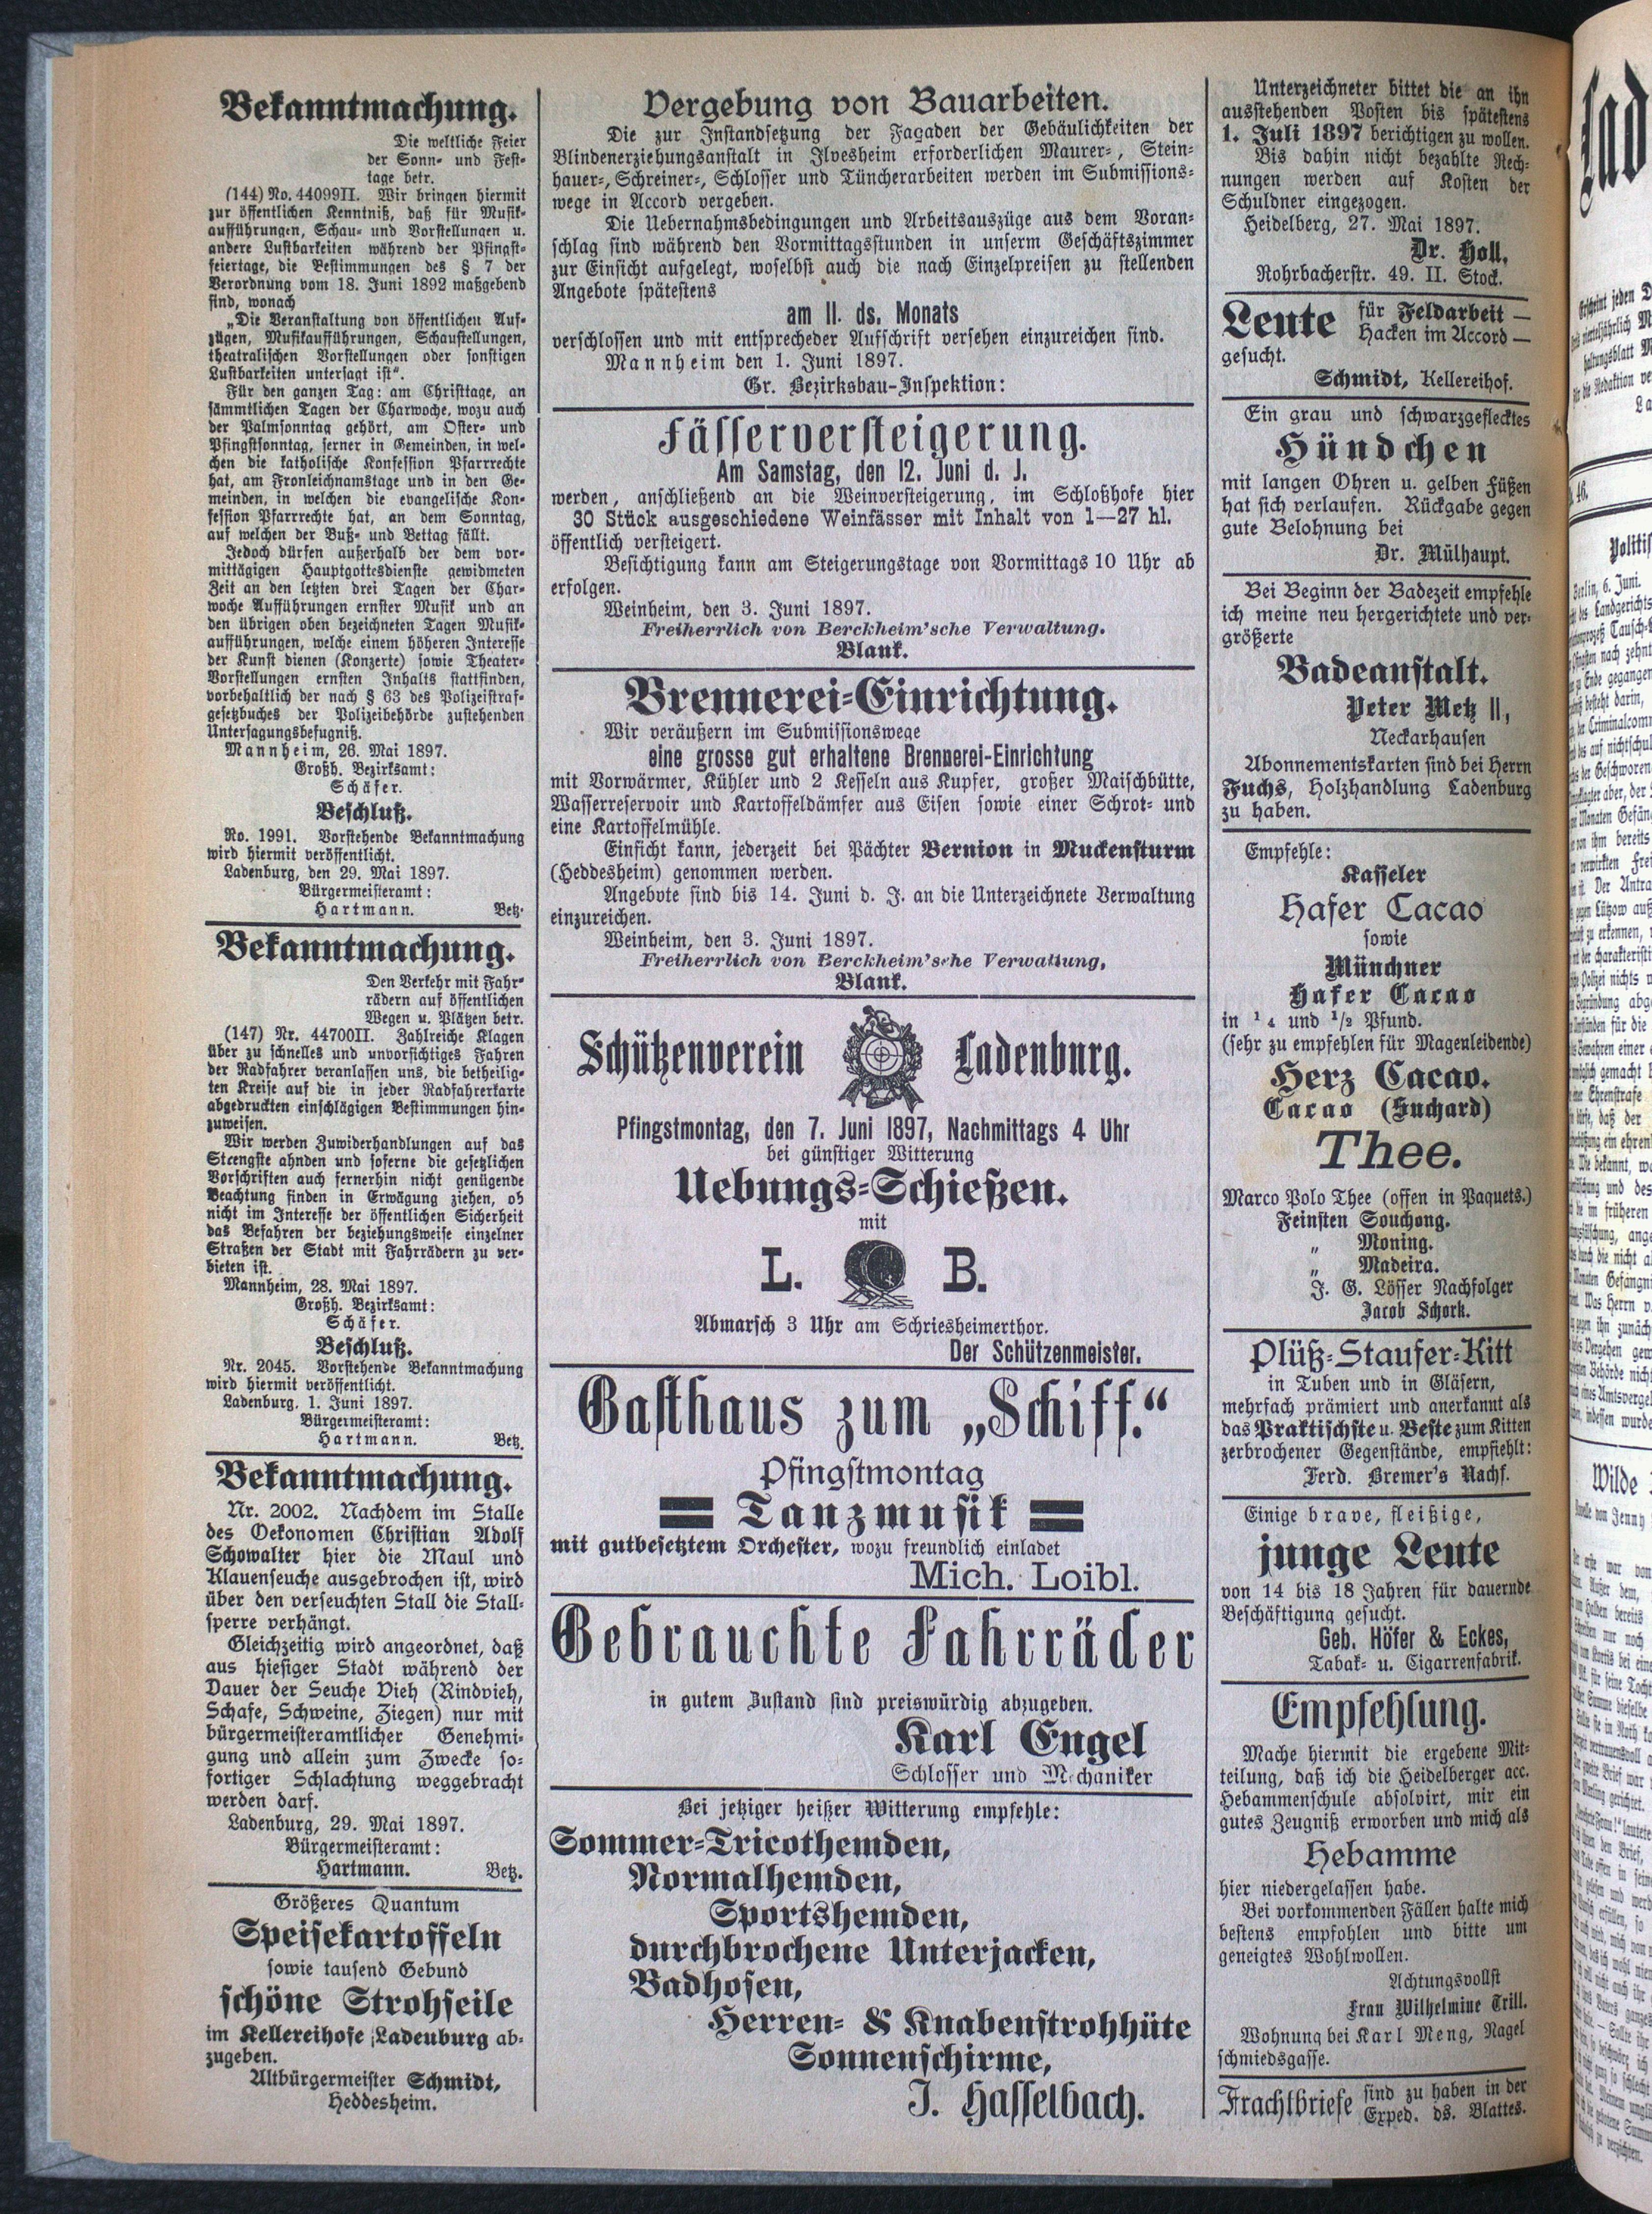 Bekanntmachung.
Die weltliche Feier
der Sonn- und Fest-
tage betr.
(144) No. 44099II. Wir bringen hiermit
zur öffentlichen Kenntniß, daß für Musik-
aufführungen, Schau- und Vorstellungen u.
andere Lustbarkeiten während der Pfingst-
feiertage, die Bestimmungen des § 7 der
Verordnung vom 18. Juni 1892 maßgebend
sind, wonach
„Die Veranstaltung von öffentlichen Auf-
zügen, Musikaufführungen, Schaustellungen,
theatralischen Vorstellungen oder sonstigen
Lustbarkeiten untersagt ist“.
Für den ganzen Tag: am Christtage, an
sämmtlichen Tagen der Charwoche, wozu auch
der Palmsonntag gehört, am Oster- und
Pfingstsonntag, ferner in Gemeinden, in wel-
chen die katholische Konfession Pfarrrechte
hat, am Fronleichnamstage und in den Ge-
meinden, in welchen die evangelische Kon-
fession Pfarrrechte hat, an dem Sonntag,
auf welchen der Buß- und Bettag fällt.
Jedoch dürfen außerhalb der dem vor-
mittägigen Hauptgottesdienste gewidmeten
Zeit an den letzten drei Tagen der Char-
woche Aufführungen ernster Musik und an
den übrigen oben bezeichneten Tagen Musik-
aufführungen, welche einem höheren Interesse
der Kunst dienen (Konzerte) sowie Theater-
Vorstellungen ernsten Inhalts stattfinden,
vorbehaltlich der nach § 63 des Polizeistraf-
gesetzbuches der Polizeibehörde zustehenden
Untersagungsbefugniß.
Mannheim, 26. Mai 1897.
Großh. Bezirksamt:
Schäfer.
Beschluß.
No. 1991. Vorstehende Bekanntmachung
wird hiermit veröffentlicht.
Ladenburg, den 29. Mai 1897.
Bürgermeisteramt:
Hartmann. Betz.
Bekanntmachung.
Den Verkehr mit Fahr-
rädern auf öffentlichen
Wegen u. Plätzen betr.
(147) Nr. 44700II. Zahlreiche Klagen
über zu schnelles und unvorsichtiges Fahren
der Radfahrer veranlassen uns, die betheilig-
ten Kreise auf die in jeder Radfahrerkarte
abgedruckten einschlägigen Bestimmungen hin-
zuweisen.
Wir werden Zuwiderhandlungen auf das
Strengste ahnden und soferne die gesetzlichen
Vorschriften auch fernerhin nicht genügende
Beachtung finden in Erwägung ziehen, ob
nicht im Interesse der öffentlichen Sicherheit
das Befahren der beziehungsweise einzelner
Straßen der Stadt mit Fahrrädern zu ver-
bieten ist.
Mannheim, 28. Mai 1897.
Großh. Bezirksamt:
Schäfer.
Beschluß.
Nr. 2045. Vorstehende Bekanntmachung
wird hiermit veröffentlicht.
Ladenburg, 1. Juni 1897.
Bürgermeisteramt:
Hartmann. Betz.
Bekanntmachung.
Nr. 2002. Nachdem im Stalle
des Oekonomen Christian Adolf
Schowalter hier die Maul und
Klauenseuche ausgebrochen ist, wird
über den verseuchten Stall die Stall-
sperre verhängt.
Gleichzeitig wird angeordnet, daß
aus hiesiger Stadt während der
Dauer der Seuche Vieh (Rindvieh,
Schafe, Schweine, Ziegen) nur mit
bürgermeisteramtlicher Genehmi-
gung und allein zum Zwecke so-
fortiger Schlachtung weggebracht
werden darf.
Ladenburg, 29. Mai 1897.
Bürgermeisteramt:
Hartmann. Betz.
Größeres Quantum
Speisekartoffeln
sowie tausend Gebund
schöne Strohseile
im Kellereihofe Ladenburg ab-
zugeben.
Altbürgermeister Schmidt,
Heddesheim.
Vergebung von Bauarbeiten.
Die zur Instandsetzung der Façaden der Gebäulichkeiten der
Blindenerziehungsanstalt in Ilvesheim erforderlichen Maurer-, Stein-
hauer-, Schreiner-, Schlosser und Tüncherarbeiten werden im Submissions-
wege in Accord vergeben.
Die Uebernahmsbedingungen und Arbeitsauszüge aus dem Voran-
schlag sind während den Vormittagsstunden in unserm Geschäftszimmer
zur Einsicht aufgelegt, woselbst auch die nach Einzelpreisen zu stellenden
Angebote spätestens
am 11. ds. Monats
verschlossen und mit entsprecheder Aufschrift versehen einzureichen sind.
Mannheim den 1. Juni 1897.
Gr. Bezirksbau-Inspektion:
Fässerversteigerung.
Am Samstag, den 12. Juni d. J.
werden, anschließend an die Weinversteigerung, im Schloßhofe hier
30 Stück ausgeschiedene Weinfässer mit Inhalt von 1—27 hl.
öffentlich versteigert.
Besichtigung kann am Steigerungstage von Vormittags 10 Uhr ab
erfolgen.
Weinheim, den 3. Juni 1897.
Freiherrlich von Berckheim'sche Verwaltung.
Blank.
Brennerei-Einrichtung.
Wir veräußern im Submissionswege
eine grosse gut erhaltene Brennerei-Einrichtung
mit Vorwärmer, Kühler und 2 Kesseln aus Kupfer, großer Maischbütte,
Wasserreservoir und Kartoffeldämfer aus Eisen sowie einer Schrot- und
eine Kartoffelmühle.
Einsicht kann, jederzeit bei Pächter Bernion in Muckensturm
(Heddesheim) genommen werden.
Angebote sind bis 14. Juni d. J. an die Unterzeichnete Verwaltung
einzureichen.
Weinheim, den 3. Juni 1897.
Freiherrlich von Berckheim'sche Verwaltung,
Blank.
Schützenverein Ladenburg.
Pfingstmontag, den 7. Juni 1897, Nachmittags 4 Uhr
bei günstiger Witterung
Uebungs-Schießen.
mit
L. B.
Abmarsch 3 Uhr am Schriesheimerthor.
Der Schützenmeister.
Gasthaus zum „Schiff.“
Pfingstmontag
Tanzmusik
mit gutbesetztem Orchester, wozu freundlich einladet
Mich. Loibl.
Gebrauchte Fahrräder
in gutem Zustand sind preiswürdig abzugeben.
Karl Engel
Schlosser und Mechaniker
Bei jetziger heißer Witterung empfehle:
Sommer-Tricothemden,
Normalhemden,
Sportshemden,
durchbrochene Unterjacken,
Badhosen,
Herren- & Knabenstrohhüte
Sonnenschirme,
J. Hasselbach.
Unterzeichneter bittet die an ihn
ausstehenden Posten bis spätestens
1. Juli 1897 berichtigen zu wollen.
Bis dahin nicht bezahlte Rech-
nungen werden auf Kosten der
Schuldner eingezogen.
Heidelberg, 27. Mai 1897.
Dr. Holl,
Rohrbacherstr. 49. II. Stock.
Leute für Feldarbeit —
Hacken im Accord —
gesucht.
Schmidt, Kellereihof.
Ein grau und schwarzgeflecktes
Hündchen
mit langen Ohren u. gelben Füßen
hat sich verlaufen. Rückgabe gegen
gute Belohnung bei
Dr. Mülhaupt.
Bei Beginn der Badezeit empfehle
ich meine neu hergerichtete und ver-
größerte
Badeanstalt.
Peter Metz II,
Neckarhausen
Abonnementskarten sind bei Herrn
Fuchs, Holzhandlung Ladenburg
zu haben.
Empfehle:
Kasseler
Hafer Cacao
sowie
Münchner
Hafer Cacao
in 1/4 und 1/2 Pfund.
(sehr zu empfehlen für Magenleidende)
Herz Cacao.
Cacao (Suchard)
Thee.
Marco Polo Thee (offen in Paquets.)
Feinsten Souchong.
„ Moning.
„ Madeira.
J. G. Lösser Nachfolger
Jacob Schork.
Plüß-Staufer-Kitt
in Tuben und in Gläsern,
mehrfach prämiert und anerkannt als
das Praktischste u. Beste zum Kitten
zerbrochener Gegenstände, empfiehlt:
Ferd. Bremer's Nachf.
Einige brave, fleißige,
junge Leute
von 14 bis 18 Jahren für dauernde
Beschäftigung gesucht.
Geb. Höfer & Eckes,
Tabak- u. Cigarrenfabrik.
Empfehlung.
Mache hiermit die ergebene Mit-
teilung, daß ich die Heidelberger acc.
Hebammenschule absolvirt, mir ein
gutes Zeugniß erworben und mich als
Hebamme
hier niedergelassen habe.
Bei vorkommenden Fällen halte mich
bestens empfohlen und bitte um
geneigtes Wohlwollen.
Achtungsvollst
Frau Wilhelmine Trill.
Wohnung bei Karl Meng, Nagel
schmiedsgasse.
Frachtbriefe sind zu haben in der
Exped. ds. Blattes.